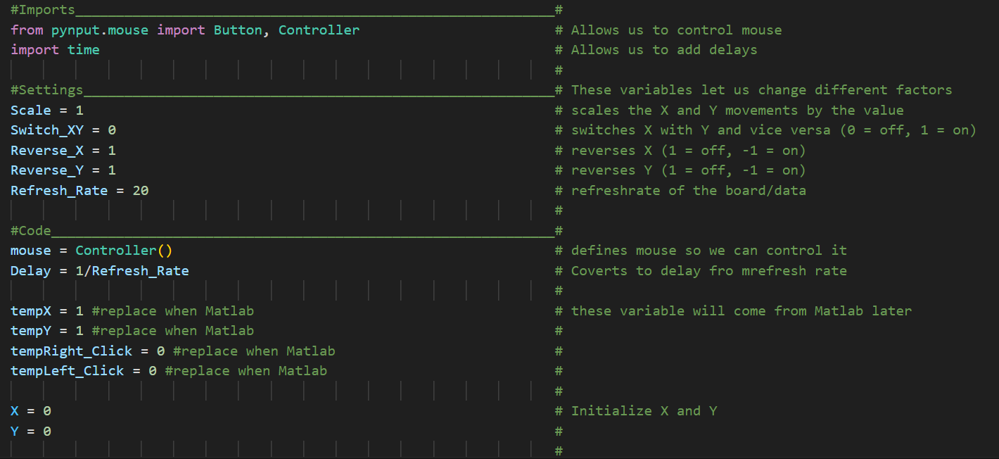 #Imports___________________________________________________________#
from pynput.mouse import Button, Controller # Allows us to control mouse
import time # Allows us to add delays
#
#Settings__________________________________________________________# These variables let us change different factors
Scale = 1 # scales the X and Y movements by the value
Switch_XY = 0 # switches X with Y and vice versa (0 = off, 1 = on)
Reverse_X = 1 # reverses X (1 = off, -1 = on)
Reverse_Y = 1 # reverses Y (1 = off, -1 = on)
Refresh_Rate = 20 # refreshrate of the board/data
#
#Code______________________________________________________________#
mouse = Controller() # defines mouse so we can control it
Delay = 1/Refresh_Rate # Coverts to delay fro mrefresh rate
#
tempX = 1 #replace when Matlab # these variable will come from Matlab later
tempY = 1 #replace when Matlab #
tempRight_Click = 0 #replace when Matlab #
tempLeft_Click = 0 #replace when Matlab #
#
X = 0 # Initialize X and Y
Y = 0 #
#